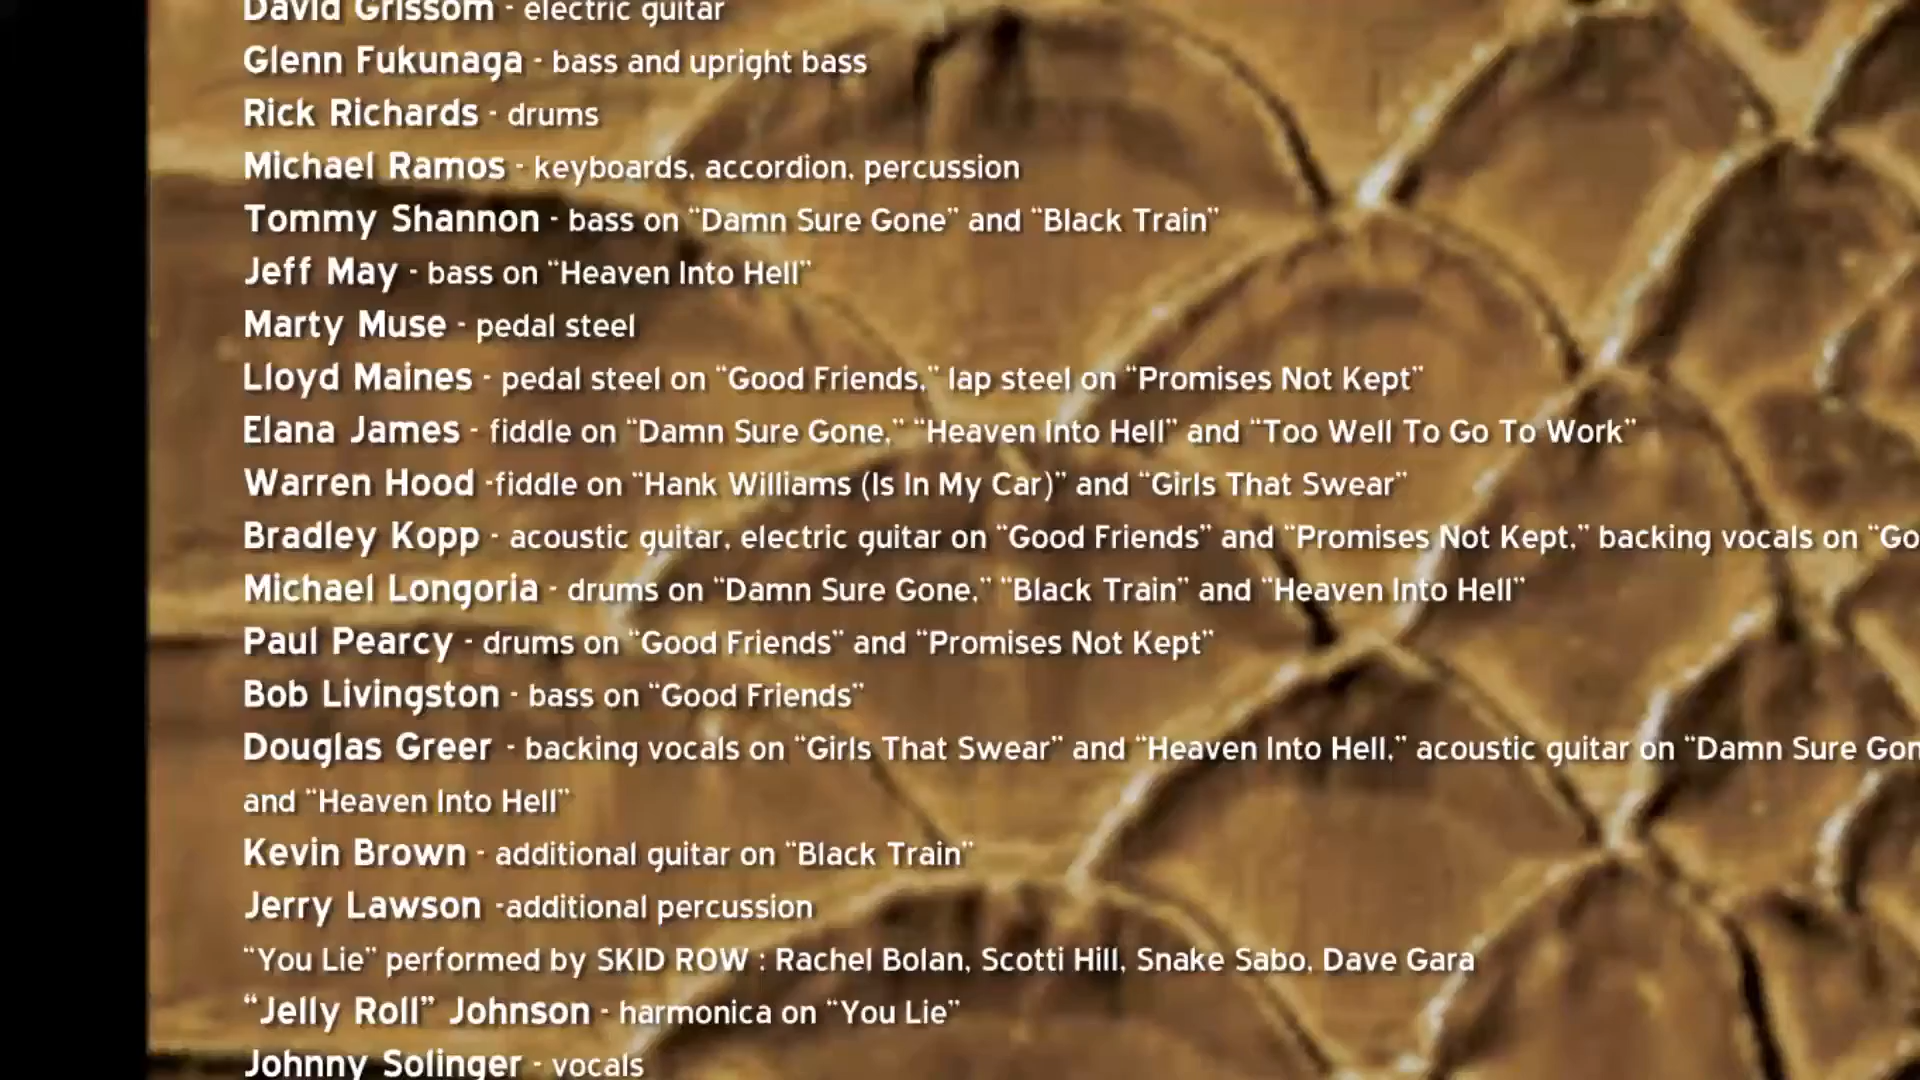 David Grissom - electric guitar
Glenn Fukunaga - bass and upright bass
Rick Richards - drums
Michael Ramos - keyboards, accordion, percussion
Tommy Shannon - bass on “Damn Sure Gone” and “Black Train”
Jeff May - bass on “Heaven Into Hell”
Marty Muse - pedal steel
Lloyd Maines - pedal steel on “Good Friends,” lap steel on “Promises Not Kept”
Elana James - fiddle on “Damn Sure Gone,” “Heaven Into Hell” and “Too Well To Go To Work”
Warren Hood -fiddle on “Hank Williams (Is In My Car)” and “Girls That Swear”
Bradley Kopp - acoustic guitar, electric guitar on “Good Friends” and “Promises Not Kept,” backing vocals on “Go
Michael Longoria - drums on “Damn Sure Gone,” “Black Train” and “Heaven Into Hell”
Paul Pearcy - drums on “Good Friends” and “Promises Not Kept”
Bob Livingston - bass on “Good Friends”
Douglas Greer - backing vocals on “Girls That Swear” and “Heaven Into Hell,” acoustic guitar on “Damn Sure Gon
and “Heaven Into Hell”
Kevin Brown - additional guitar on “Black Train”
Jerry Lawson -additional percussion
“You Lie” performed by SKID ROW : Rachel Bolan, Scotti Hill, Snake Sabo, Dave Gara
“Jelly Roll” Johnson - harmonica on “You Lie”
Johnny Solinger - vocals